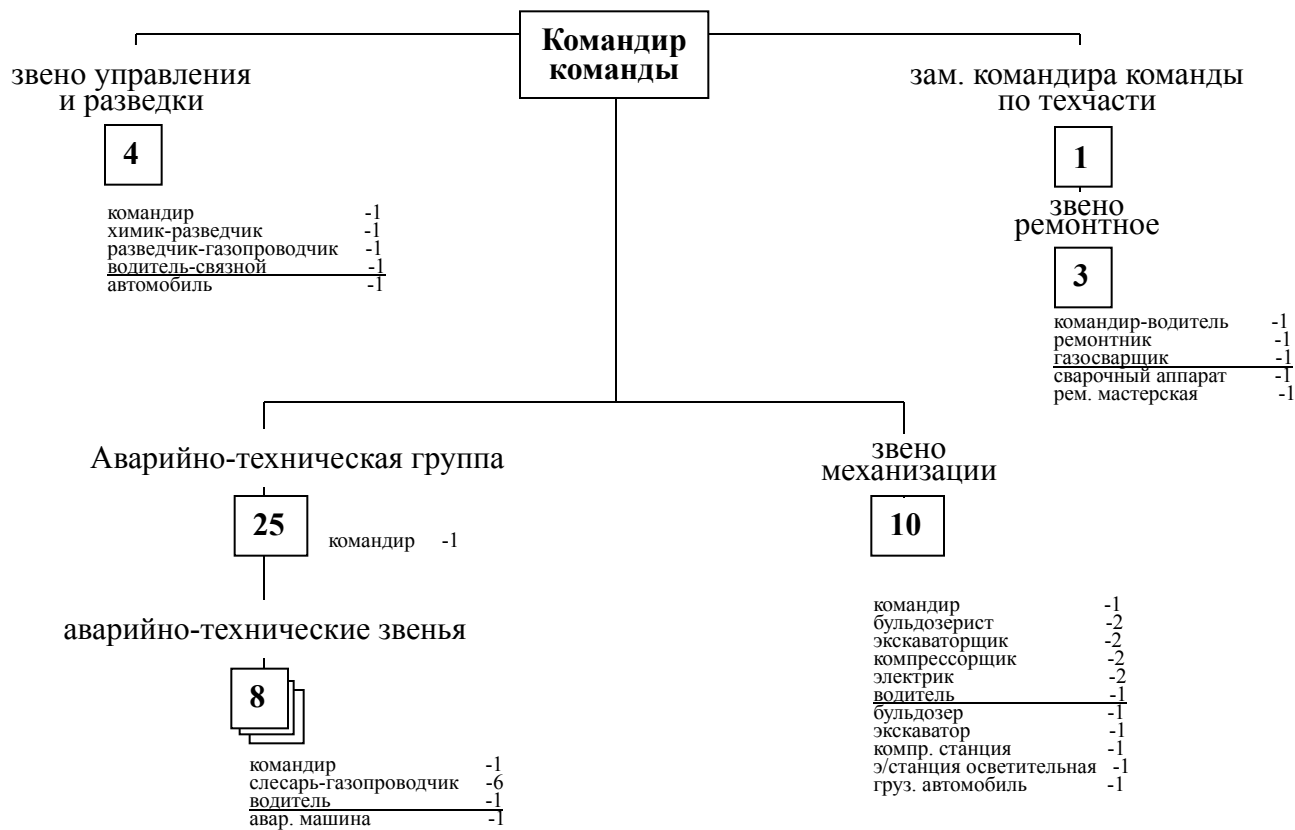 Командир
команды
звено управления
и разведки
4
командир -1
химик-разведчик -1
разведчик-газопроводчик -1
водитель-связной -1
автомобиль -1
зам. командира команды
по техчасти
1
звено
ремонтное
3
командир-водитель -1
ремонтник -1
газосварщик -1
сварочный аппарат -1
рем. мастерская -1
Аварийно-техническая группа
25
командир -1
аварийно-технические звенья
8
командир -1
слесарь-газопроводчик -6
водитель -1
авар. машина -1
звено
механизации
10
командир -1
бульдозерист -2
экскаваторщик -2
компрессорщик -2
электрик -2
водитель -1
бульдозер -1
экскаватор -1
компр. станция -1
э/станция осветительная -1
груз. автомобиль -1